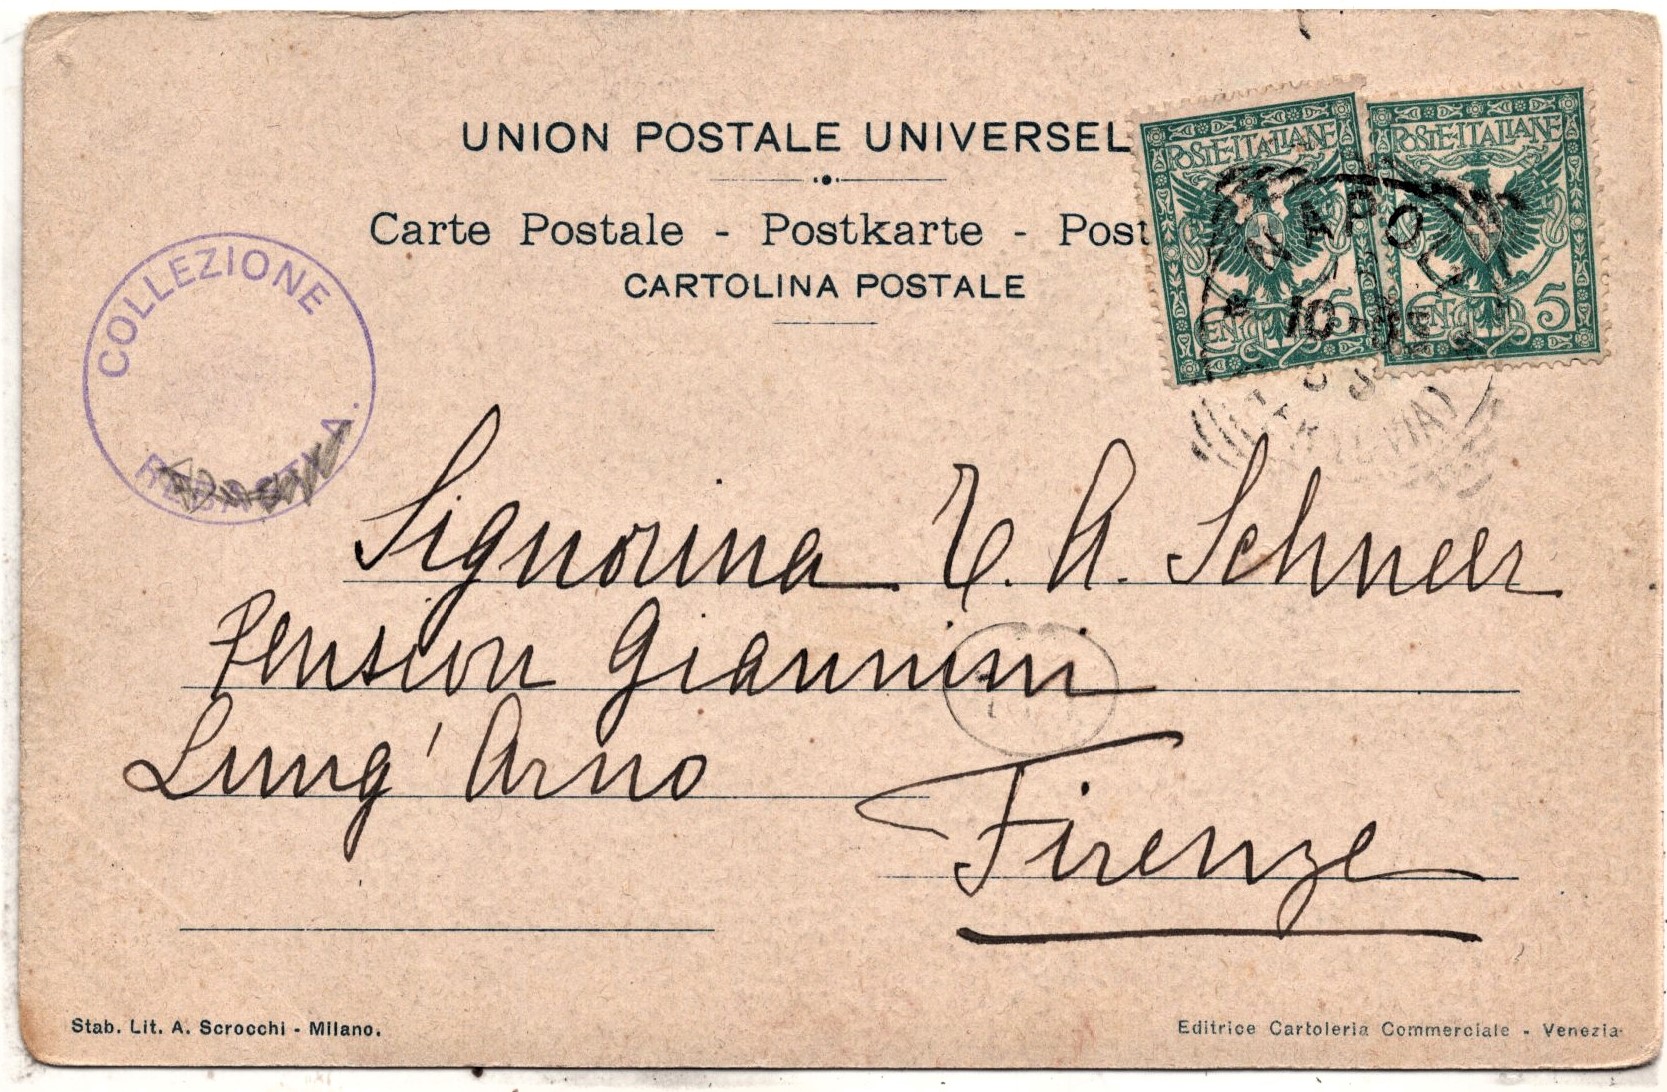 UNION POSTALE UNIVERSEL
Carte Postale - Postkarte - Post
CARTOLINA POSTALE
POSTE ITALIANE
CENT. 5
POSTE ITALIANE
CENT. 5
NAPOLI
10-
COLLEZIONE
A.
Signorina E. A. Schneer
Pension Giannini
Lung' Arno
Firenze
Stab. Lit. A. Scrocchi - Milano.
Editrice Cartoleria Commerciale - Venezia